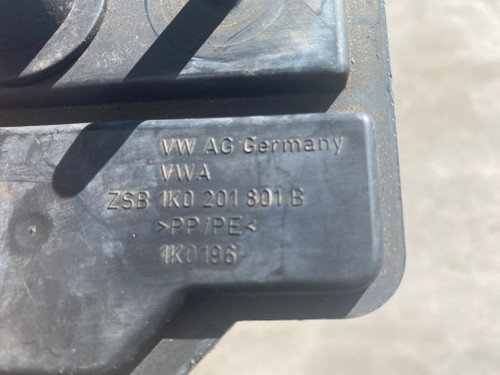 VW AG Germany
VWA
ZSB 1K0 201 801 B
>PP/PE<
1K0196